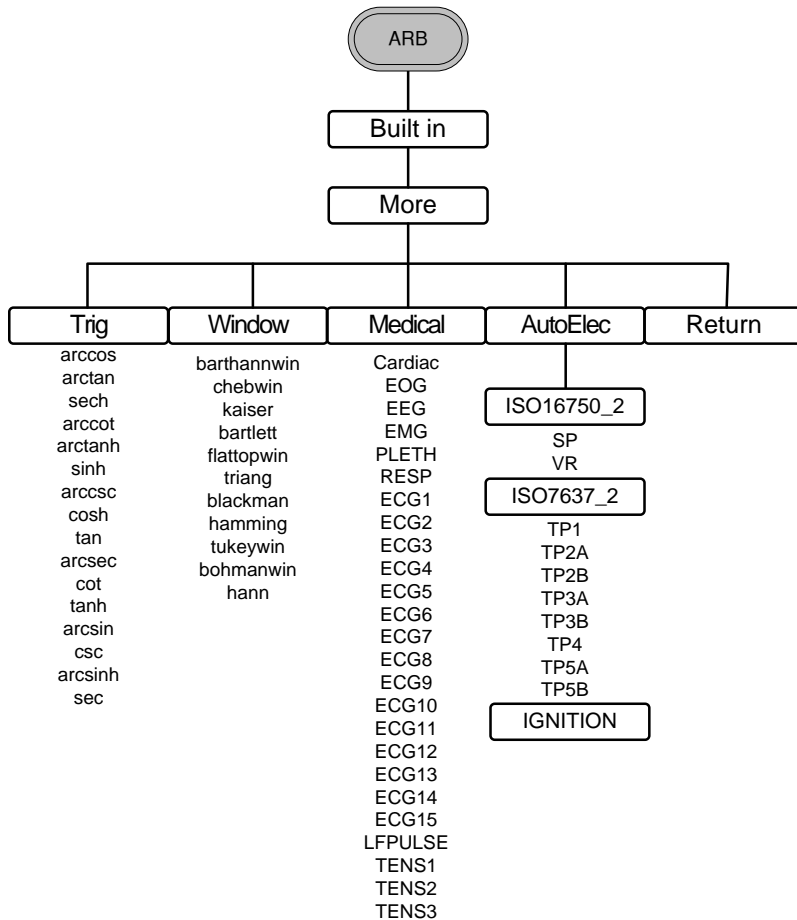 ARB
Built in
More
Trig
arccos
arctan
sech
arccot
arctanh
sinh
arccsc
cosh
tan
arcsec
cot
tanh
arcsin
csc
arcsinh
sec
Window
barthannwin
chebwin
kaiser
bartlett
flattopwin
triang
blackman
hamming
tukeywin
bohmanwin
hann
Medical
Cardiac
EOG
EEG
EMG
PLETH
RESP
ECG1
ECG2
ECG3
ECG4
ECG5
ECG6
ECG7
ECG8
ECG9
ECG10
ECG11
ECG12
ECG13
ECG14
ECG15
LFPULSE
TENS1
TENS2
TENS3
AutoElec
ISO16750_2
SP
VR
ISO7637_2
TP1
TP2A
TP2B
TP3A
TP3B
TP4
TP5A
TP5B
IGNITION
Return